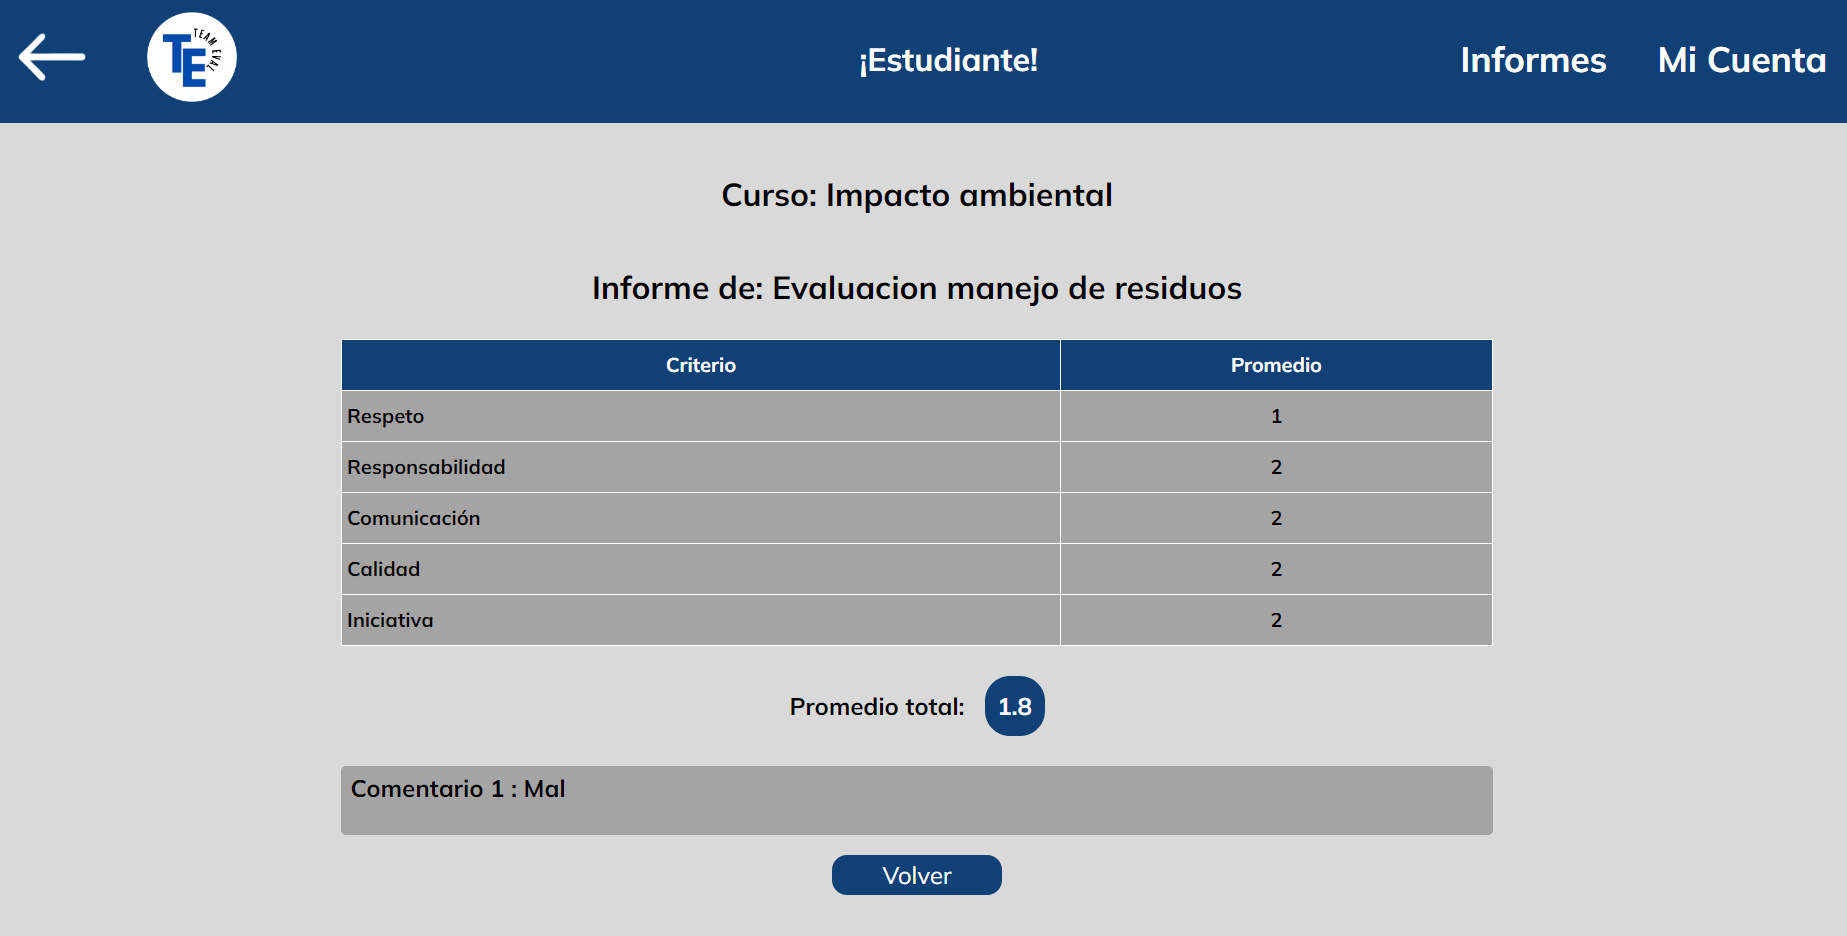 TE TEAM EVAL
¡Estudiante!
Informes Mi Cuenta
Curso: Impacto ambiental
Informe de: Evaluacion manejo de residuos
Criterio Promedio
Respeto 1
Responsabilidad 2
Comunicación 2
Calidad 2
Iniciativa 2
Promedio total: 1.8
Comentario 1 : Mal
Volver